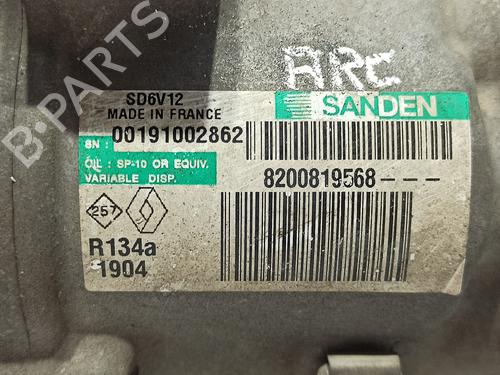 B-PARTS
ARC
SD6V12
MADE IN FRANCE
SANDEN
SN : 00191002862
OIL : SP-10 OR EQUIV.
VARIABLE DISP.
8200819568---
257
R134a
1904